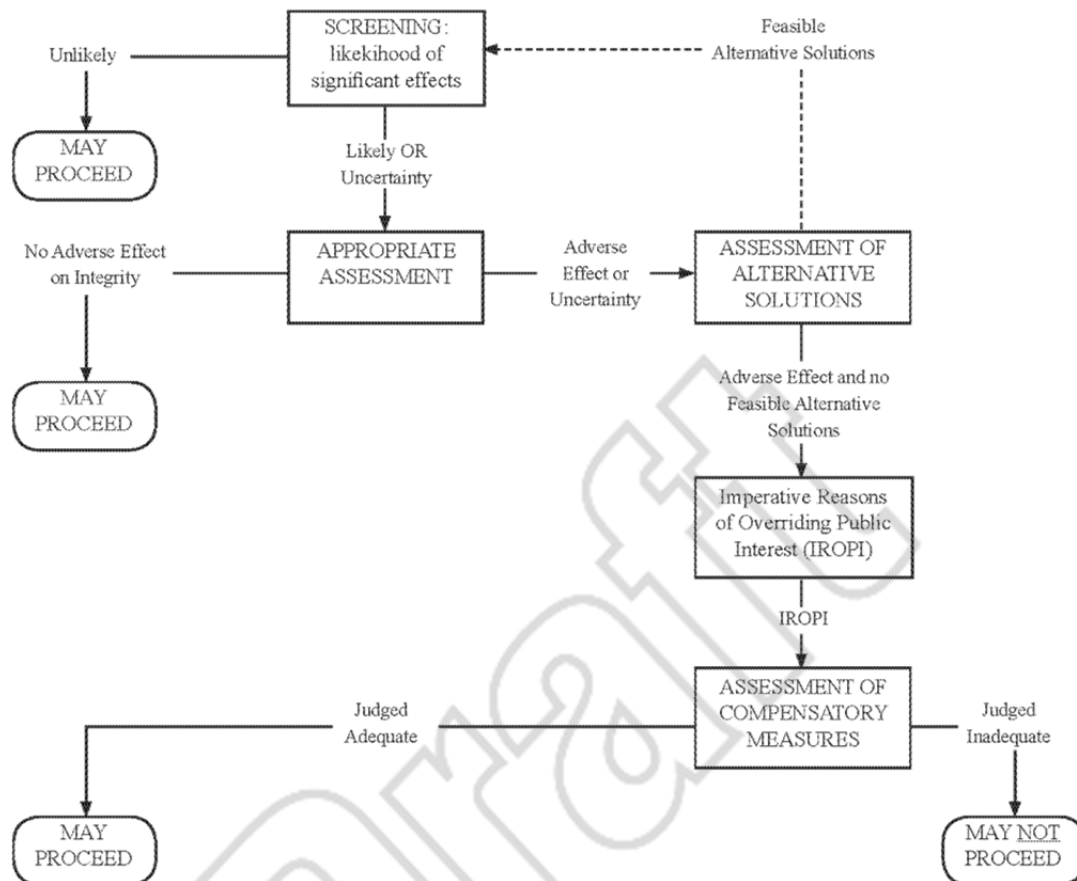 SCREENING:
likekihood of
significant effects
Feasible
Alternative Solutions
Unlikely
MAY
PROCEED
Likely OR
Uncertainty
No Adverse Effect
on Integrity
APPROPRIATE
ASSESSMENT
Adverse
Effect or
Uncertainty
ASSESSMENT OF
ALTERNATIVE
SOLUTIONS
MAY
PROCEED
Adverse Effect and no
Feasible Alternative
Solutions
Imperative Reasons
of Overriding Public
Interest (IROPI)
IROPI
ASSESSMENT OF
COMPENSATORY
MEASURES
Judged
Adequate
Judged
Inadequate
MAY
PROCEED
MAY NOT
PROCEED
Draft